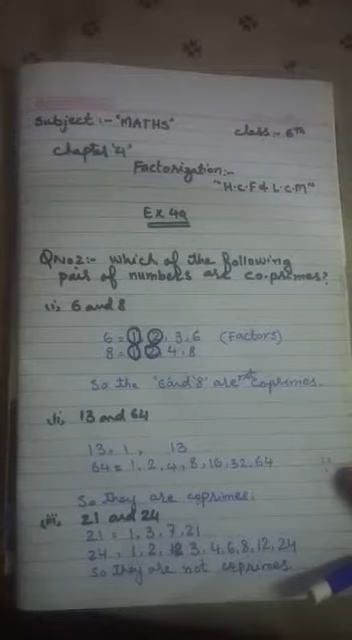 Subject :- "MATHS"
class :- 6th
Chapter '4'
Factorization :-
"H.C.F & L.C.M"
Ex 4a
QNo2:- Which of the following
pair of numbers are co.primes?
(i), 6 and 8
6 = 1, 2, 3, 6 (Factors)
8 = 1, 2, 4, 8
So the '6 and 8' are not coprimes.
(ii), 13 and 64
13 = 1, 13
64 = 1, 2, 4, 8, 16, 32, 64
So they are coprimes.
(iii), 21 and 24
21 = 1, 3, 7, 21
24 = 1, 2, 3, 4, 6, 8, 12, 24
So they are not coprimes.